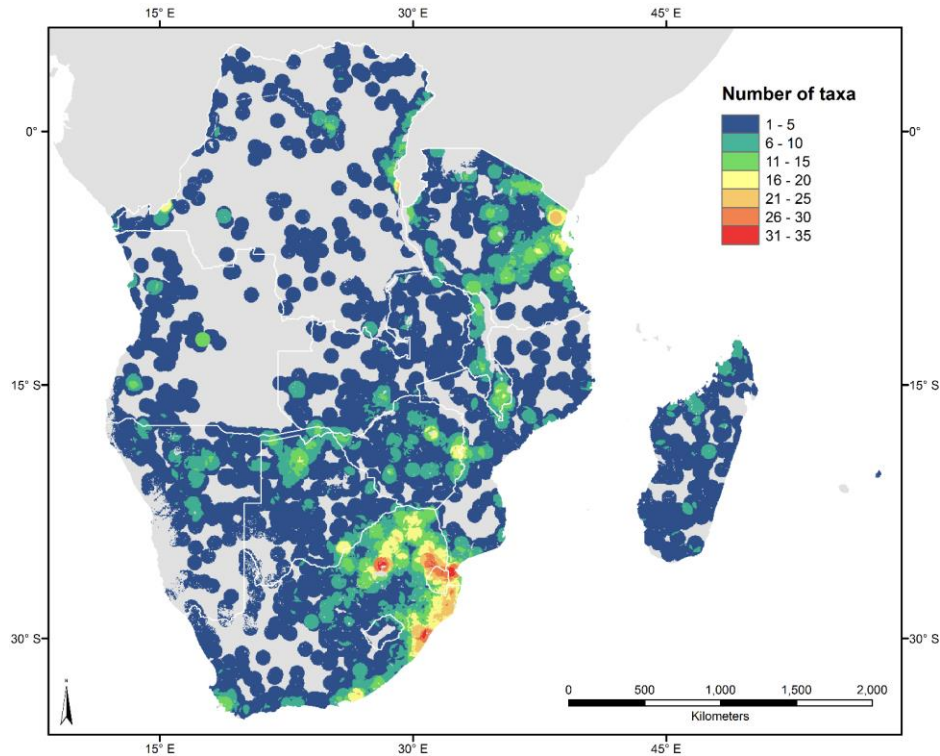 15° E 30° E 45° E
Number of taxa
1 - 5
6 - 10
11 - 15
16 - 20
21 - 25
26 - 30
31 - 35
0° 0°
15° S 15° S
30° S 30° S
0 500 1,000 1,500 2,000
Kilometers
15° E 30° E 45° E